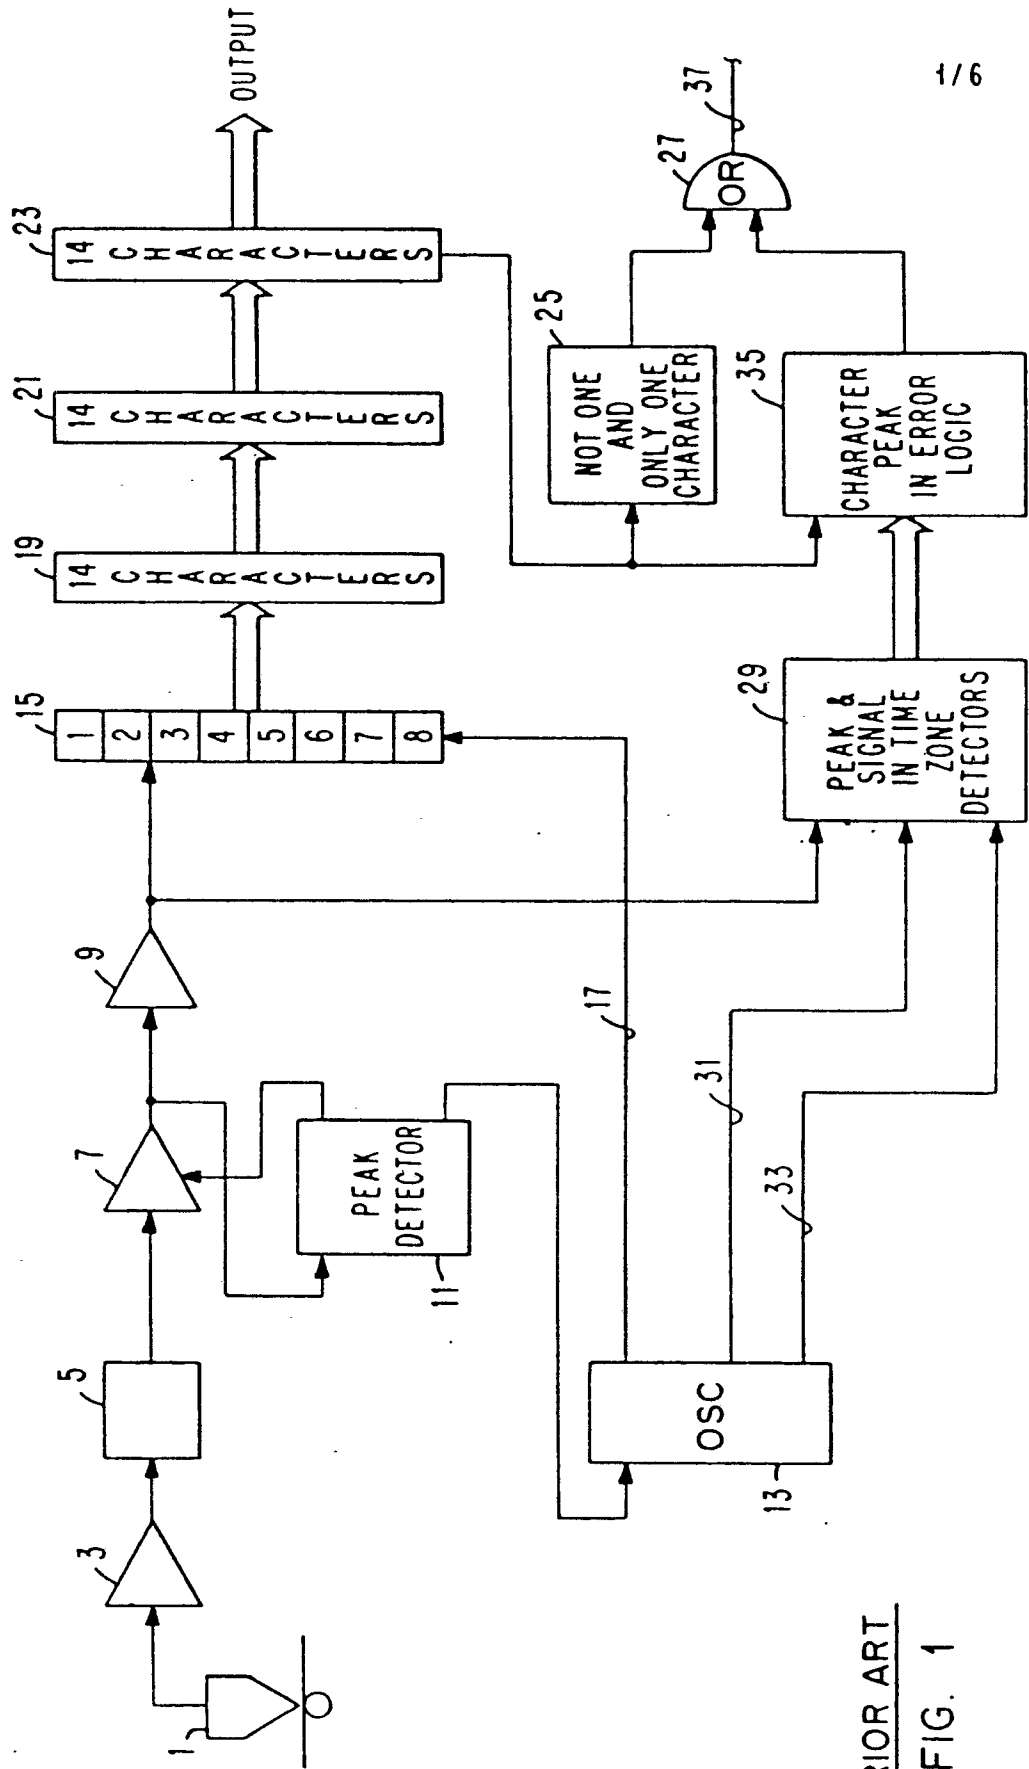 1/6
OUTPUT
1
3
5
7
9
15
1
2
3
4
5
6
7
8
19
14
CHARACTERS
21
14
CHARACTERS
23
14
CHARACTERS
PEAK
DETECTOR
11
OSC
13
17
31
33
25
NOT ONE
AND
ONLY ONE
CHARACTER
27
OR
37
29
PEAK &
SIGNAL
IN TIME
ZONE
DETECTORS
35
CHARACTER
PEAK
IN ERROR
LOGIC
RIOR ART
FIG. 1